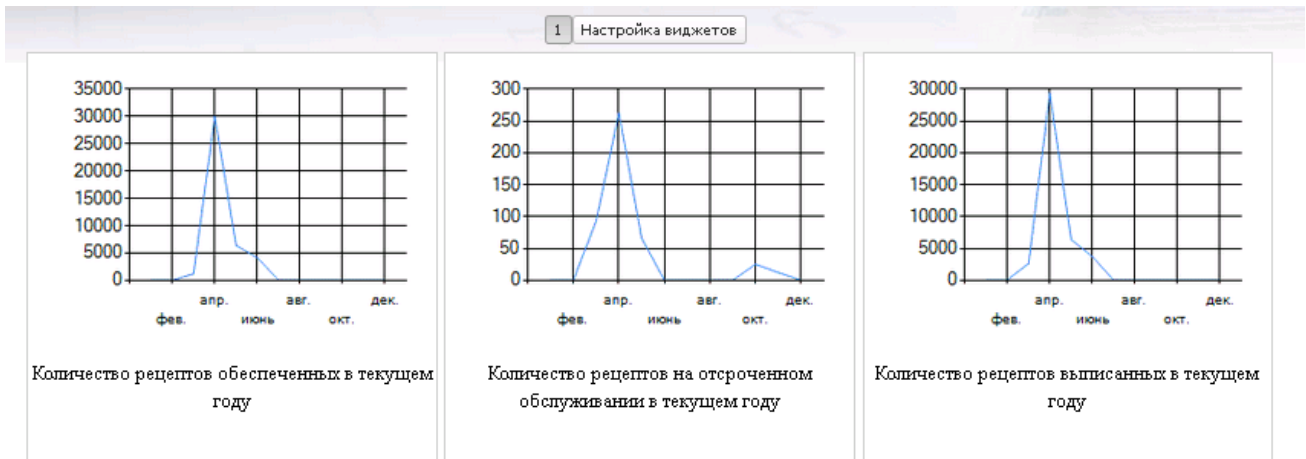 1 Настройка виджетов
35000
30000
25000
20000
15000
10000
5000
0
апр. авг. дек.
фев. июнь окт.
Количество рецептов обеспеченных в текущем
году
300
250
200
150
100
50
0
апр. авг. дек.
фев. июнь окт.
Количество рецептов на отсроченном
обслуживании в текущем году
30000
25000
20000
15000
10000
5000
0
апр. авг. дек.
фев. июнь окт.
Количество рецептов выписанных в текущем
году